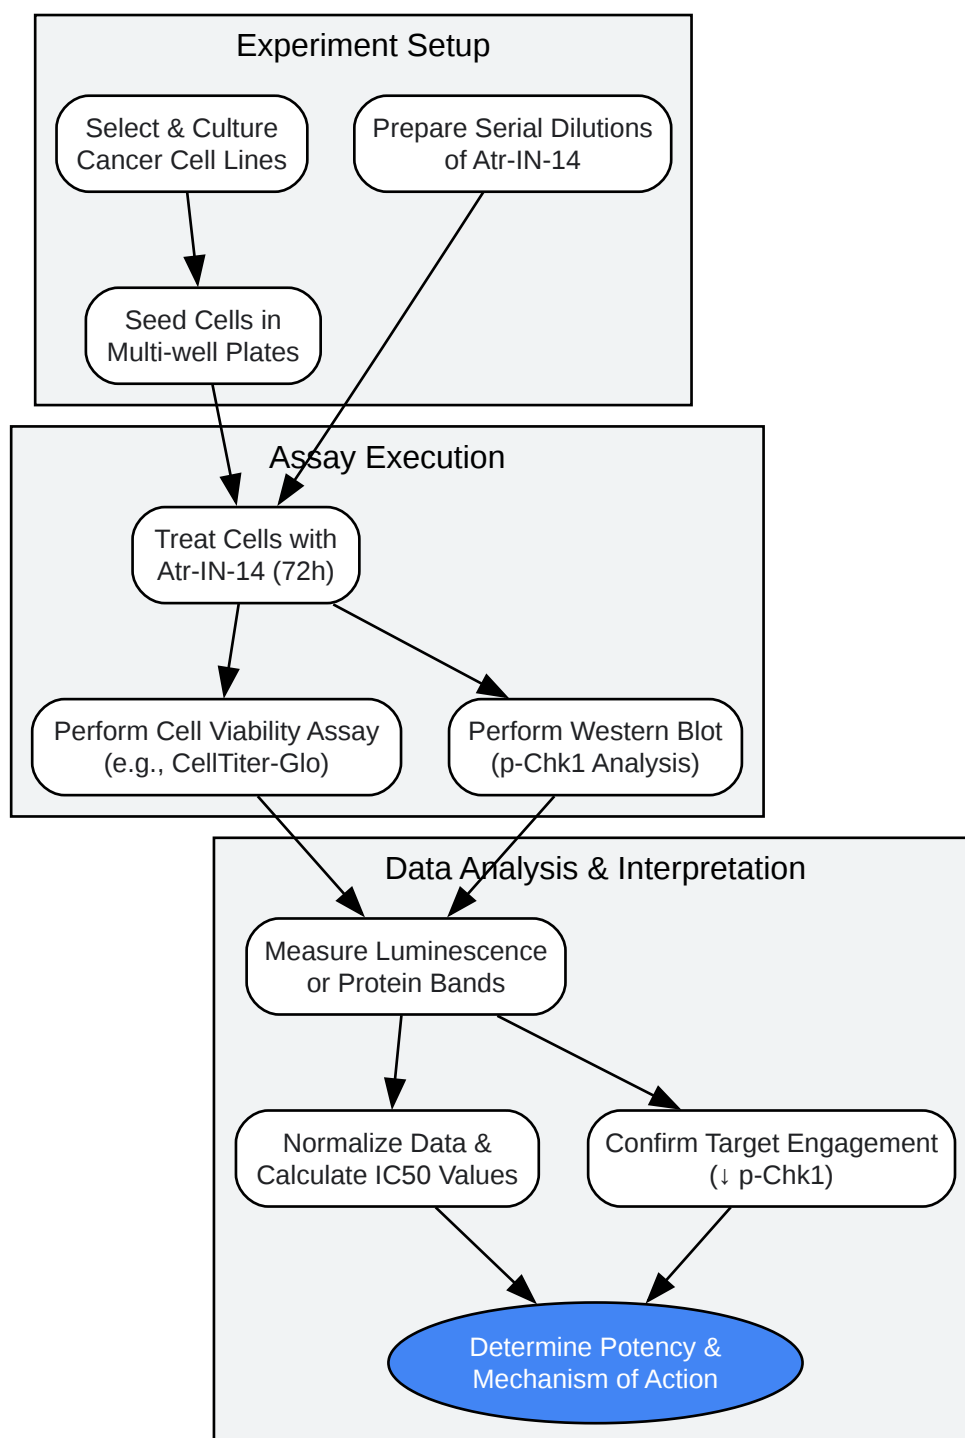 Experiment Setup
Select & Culture
Cancer Cell Lines
Prepare Serial Dilutions
of Atr-IN-14
Seed Cells in
Multi-well Plates
Assay Execution
Treat Cells with
Atr-IN-14 (72h)
Perform Cell Viability Assay
(e.g., CellTiter-Glo)
Perform Western Blot
(p-Chk1 Analysis)
Data Analysis & Interpretation
Measure Luminescence
or Protein Bands
Normalize Data &
Calculate IC50 Values
Confirm Target Engagement
(↓ p-Chk1)
Determine Potency &
Mechanism of Action